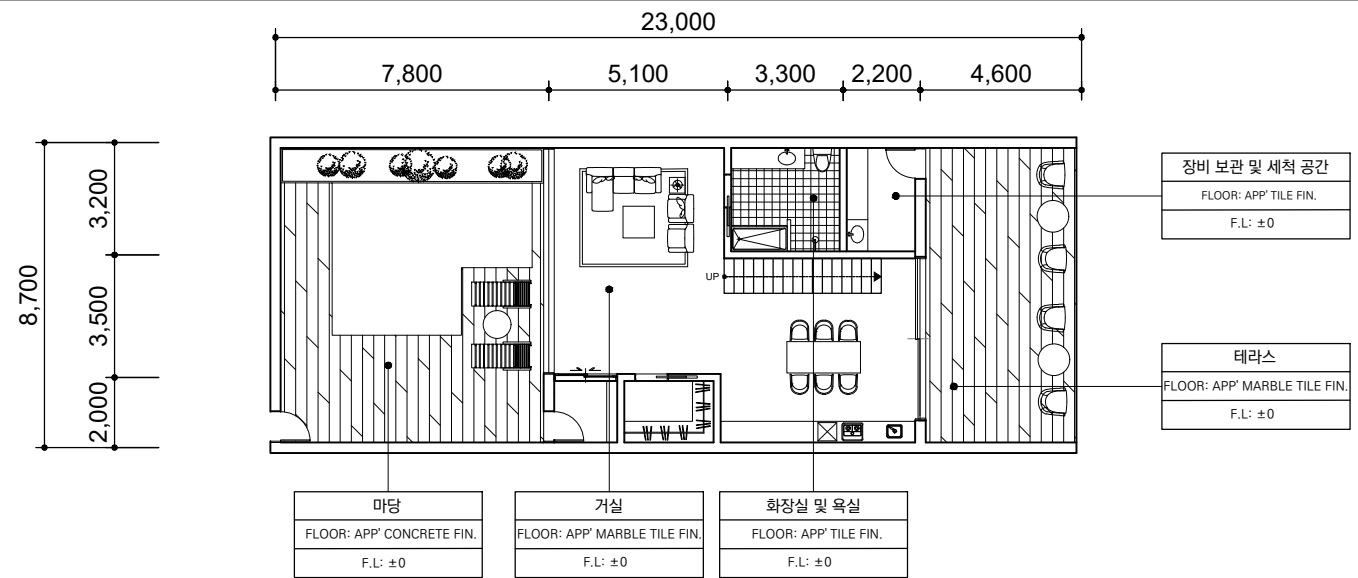 23,000
7,800
5,100
3,300
2,200
4,600
8,700
3,200
3,500
2,000
UP
장비 보관 및 세척 공간
FLOOR: APP' TILE FIN.
F.L: ±0
테라스
FLOOR: APP' MARBLE TILE FIN.
F.L: ±0
마당
FLOOR: APP' CONCRETE FIN.
F.L: ±0
거실
FLOOR: APP' MARBLE TILE FIN.
F.L: ±0
화장실 및 욕실
FLOOR: APP' TILE FIN.
F.L: ±0